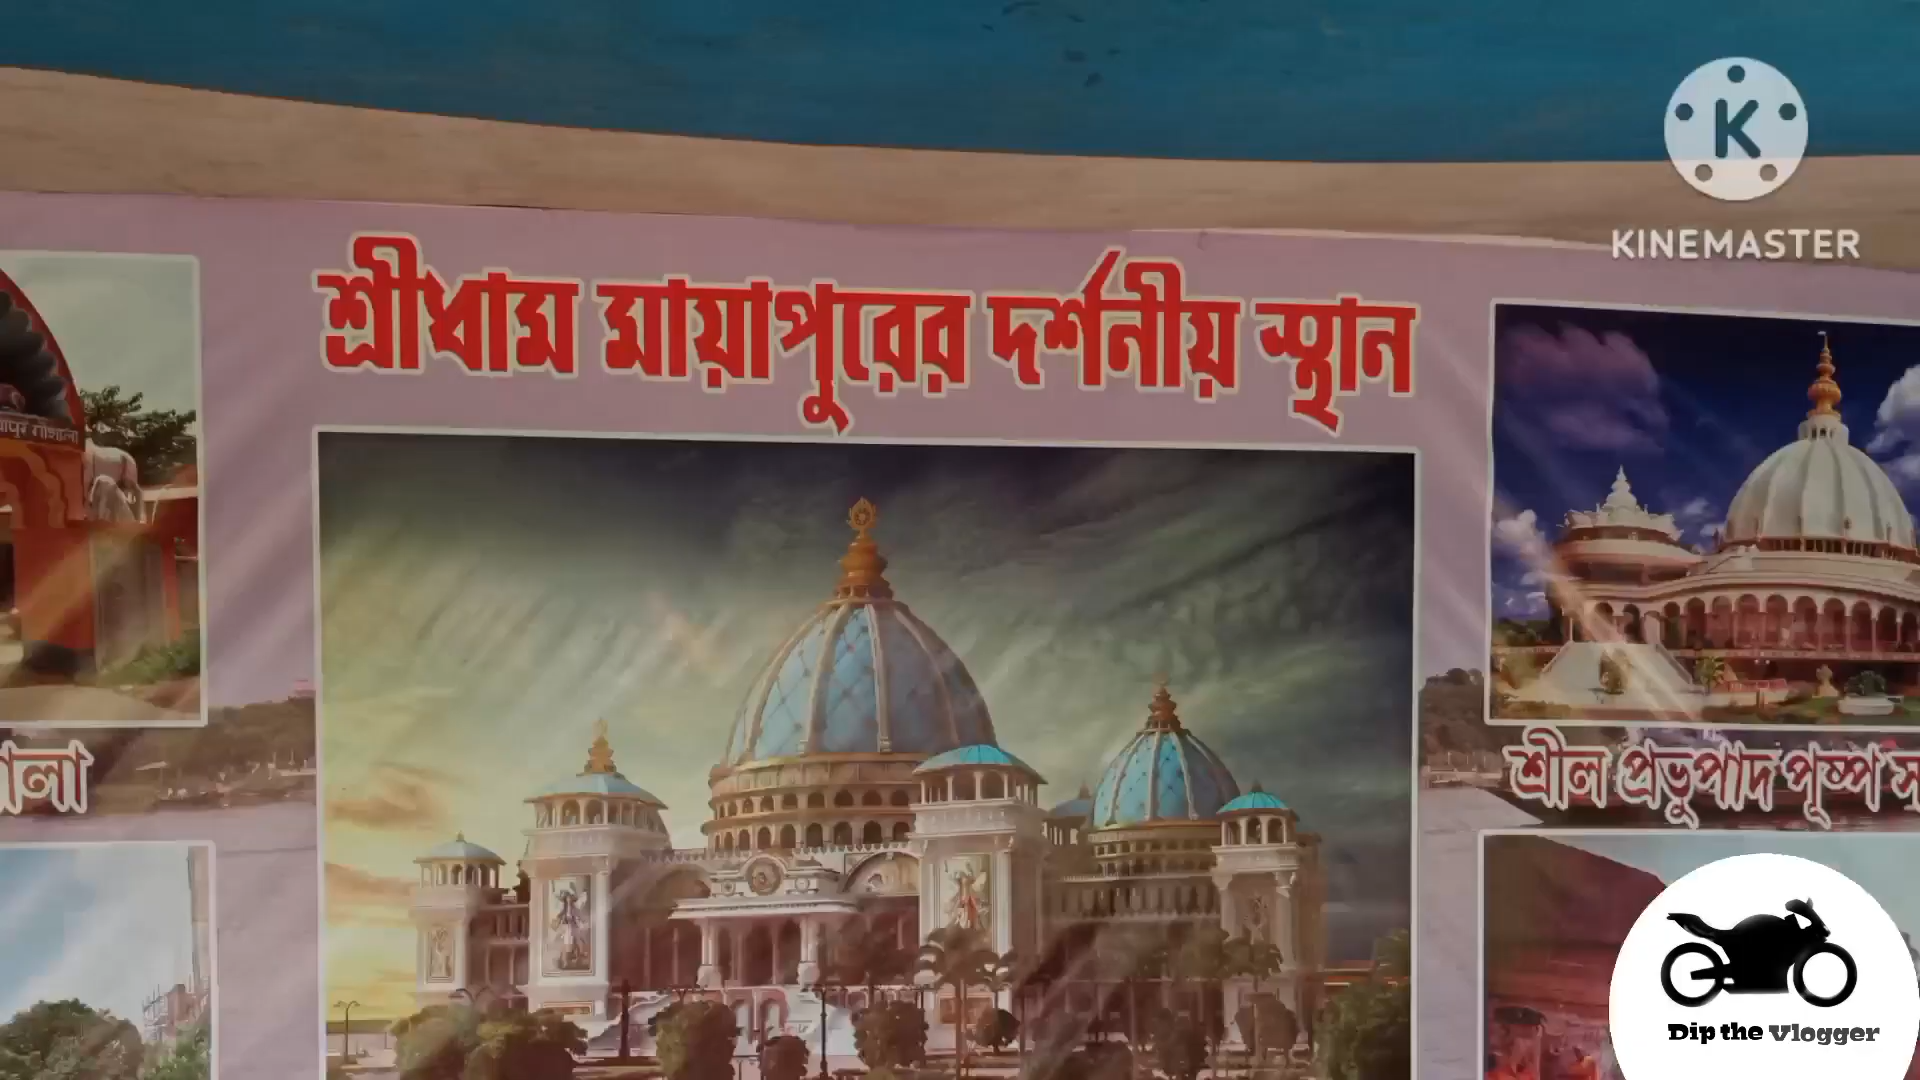 KINEMASTER
শ্রীধাম মায়াপুরের দর্শনীয় স্থান
শ্রীল প্রভূপাদ পূষ্প
Dip the Vlogger